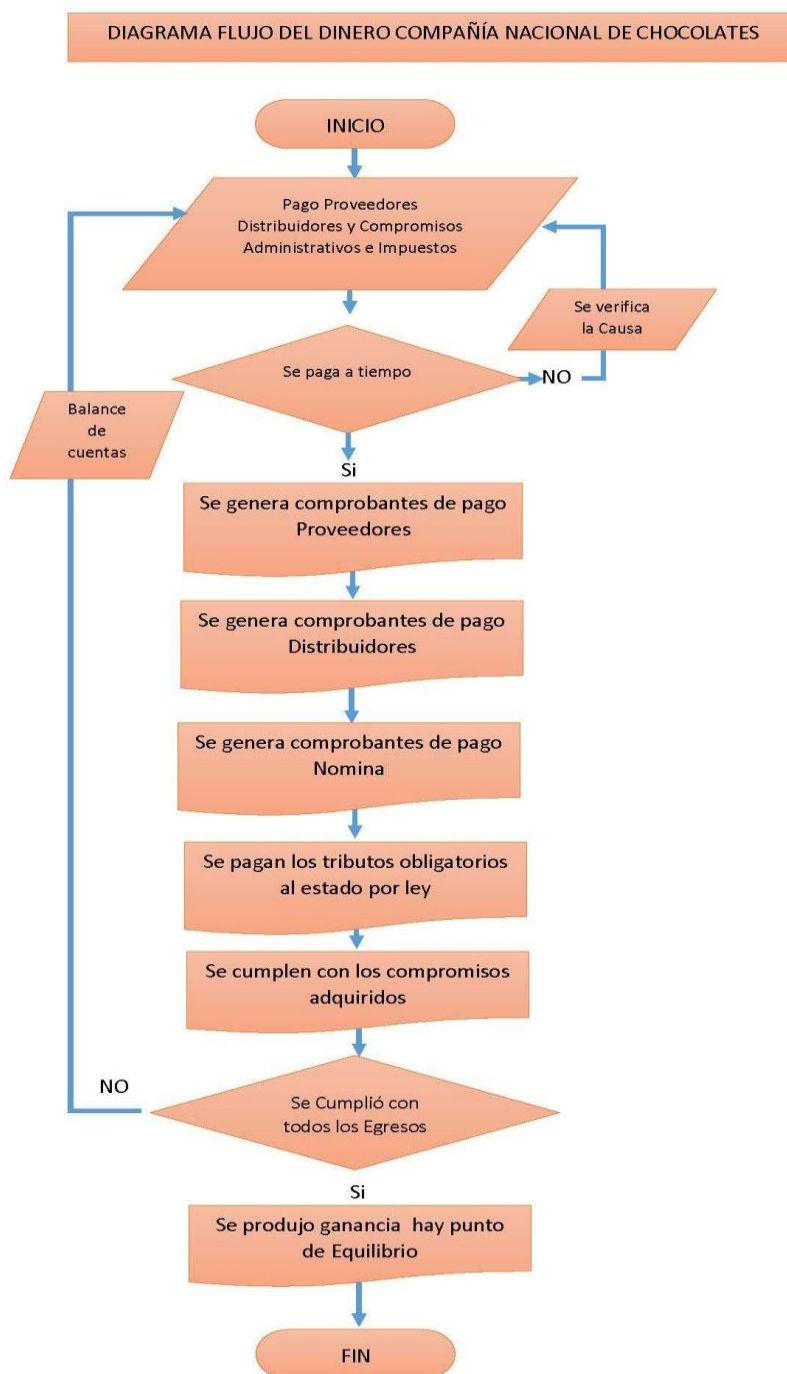 DIAGRAMA FLUJO DEL DINERO COMPAÑÍA NACIONAL DE CHOCOLATES
INICIO
Pago Proveedores
Distribuidores y Compromisos
Administrativos e Impuestos
Se verifica
la Causa
Se paga a tiempo
NO
Balance
de
cuentas
Si
Se genera comprobantes de pago
Proveedores
Se genera comprobantes de pago
Distribuidores
Se genera comprobantes de pago
Nomina
Se pagan los tributos obligatorios
al estado por ley
Se cumplen con los compromisos
adquiridos
NO
Se Cumplió con
todos los Egresos
Si
Se produjo ganancia hay punto
de Equilibrio
FIN